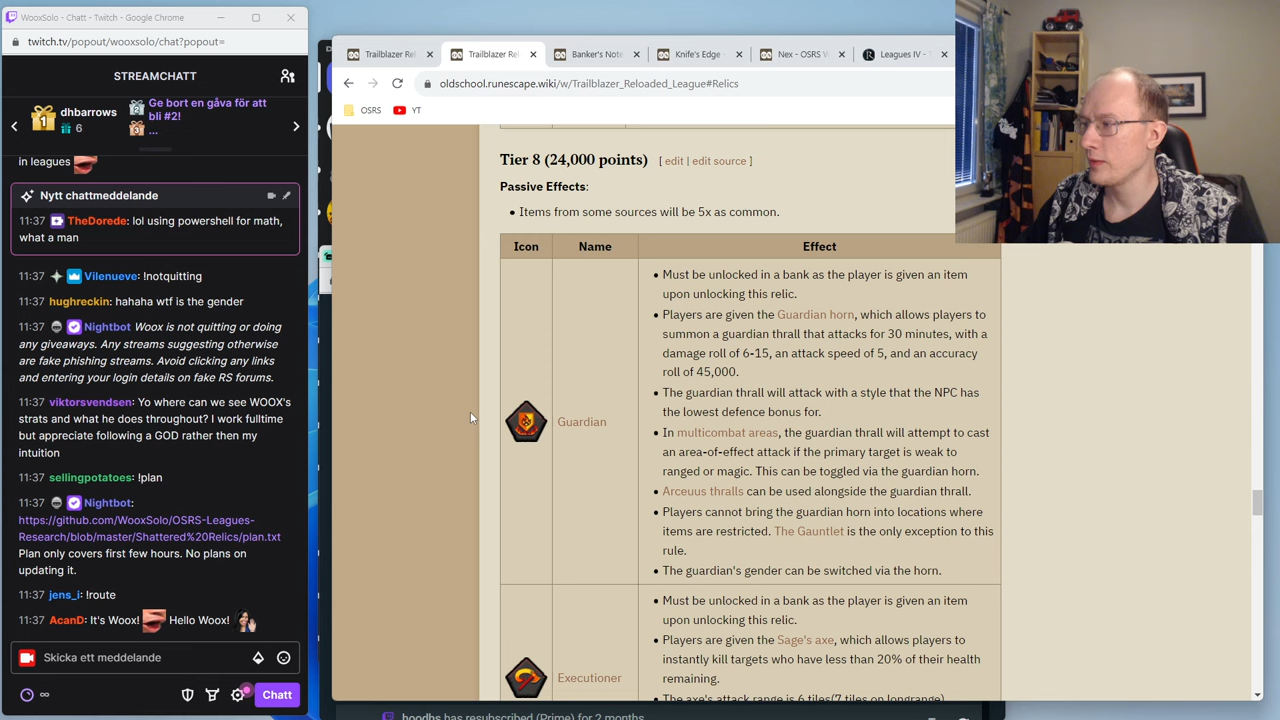 WooxSolo - Chatt - Twitch - Google Chrome
twitch.tv/popout/wooxsolo/chat?popout=
STREAMCHATT
1
dhbarrows
6
2
3
Ge bort en gåva för att
bli #2!
...
in leagues
Nytt chattmeddelande
11:37 TheDorede: lol using powershell for math,
what a man
11:37 Vilenueve: !notquitting
11:37 hughreckin: hahaha wtf is the gender
11:37 Nightbot: Woox is not quitting or doing
any giveaways. Any streams suggesting otherwise
are fake phishing streams. Avoid clicking any links
and entering your login details on fake RS forums.
11:37 viktorsvendsen: Yo where can we see WOOX's
strats and what he does throughout? I work fulltime
but appreciate following a GOD rather then my
intuition
11:37 sellingpotatoes: !plan
11:37 Nightbot:
https://github.com/WooxSolo/OSRS-Leagues-
Research/blob/master/Shattered%20Relics/plan.txt
Plan only covers first few hours. No plans on
updating it.
11:37 jens_i: !route
11:37 AcanD: It's Woox! Hello Woox!
Skicka ett meddelande
Chatt
Trailblazer Rel
Trailblazer Rel
Banker's Note
Knife's Edge -
Nex - OSRS W
Leagues IV - T
oldschool.runescape.wiki/w/Trailblazer_Reloaded_League#Relics
OSRS
YT
Tier 8 (24,000 points) [ edit | edit source ]
Passive Effects:
• Items from some sources will be 5x as common.
Icon Name Effect
Guardian
• Must be unlocked in a bank as the player is given an item
upon unlocking this relic.
• Players are given the Guardian horn, which allows players to
summon a guardian thrall that attacks for 30 minutes, with a
damage roll of 6-15, an attack speed of 5, and an accuracy
roll of 45,000.
• The guardian thrall will attack with a style that the NPC has
the lowest defence bonus for.
• In multicombat areas, the guardian thrall will attempt to cast
an area-of-effect attack if the primary target is weak to
ranged or magic. This can be toggled via the guardian horn.
• Arceuus thralls can be used alongside the guardian thrall.
• Players cannot bring the guardian horn into locations where
items are restricted. The Gauntlet is the only exception to this
rule.
• The guardian's gender can be switched via the horn.
Executioner
• Must be unlocked in a bank as the player is given an item
upon unlocking this relic.
• Players are given the Sage's axe, which allows players to
instantly kill targets who have less than 20% of their health
remaining.
• The axe's attack range is 6 tiles(7 tiles on longrange)
hoodbs has resubscribed (Prime) for 2 months